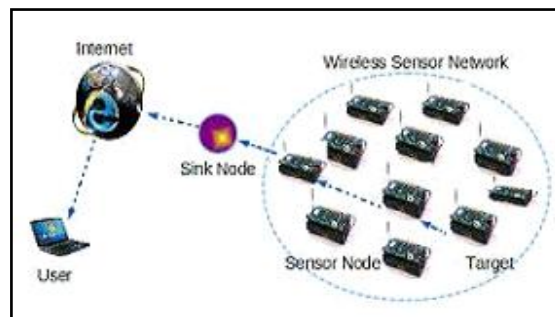 Internet
Wireless Sensor Network
Sink Node
User
Sensor Node
Target